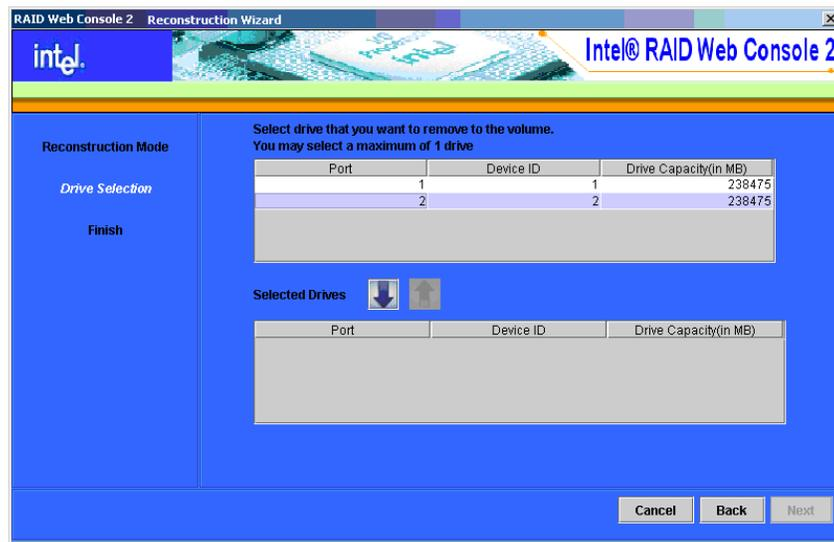 RAID Web Console 2 Reconstruction Wizard
intel.
I/O
Processor
intel
Intel® RAID Web Console 2
Reconstruction Mode
Drive Selection
Finish
Select drive that you want to remove to the volume.
You may select a maximum of 1 drive
Port Device ID Drive Capacity(in MB)
1 1 238475
2 2 238475
Selected Drives
Port Device ID Drive Capacity(in MB)
Cancel Back Next